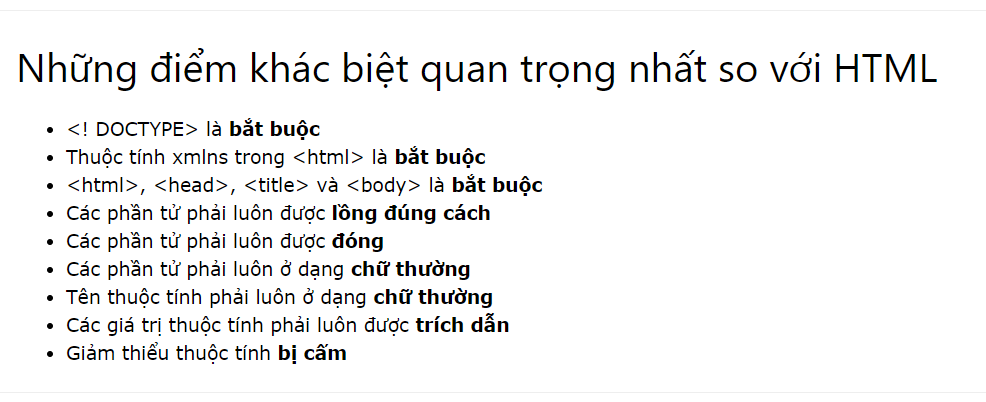 Những điểm khác biệt quan trọng nhất so với HTML
• <! DOCTYPE> là bắt buộc
• Thuộc tính xmlns trong <html> là bắt buộc
• <html>, <head>, <title> và <body> là bắt buộc
• Các phần tử phải luôn được lồng đúng cách
• Các phần tử phải luôn được đóng
• Các phần tử phải luôn ở dạng chữ thường
• Tên thuộc tính phải luôn ở dạng chữ thường
• Các giá trị thuộc tính phải luôn được trích dẫn
• Giảm thiểu thuộc tính bị cấm